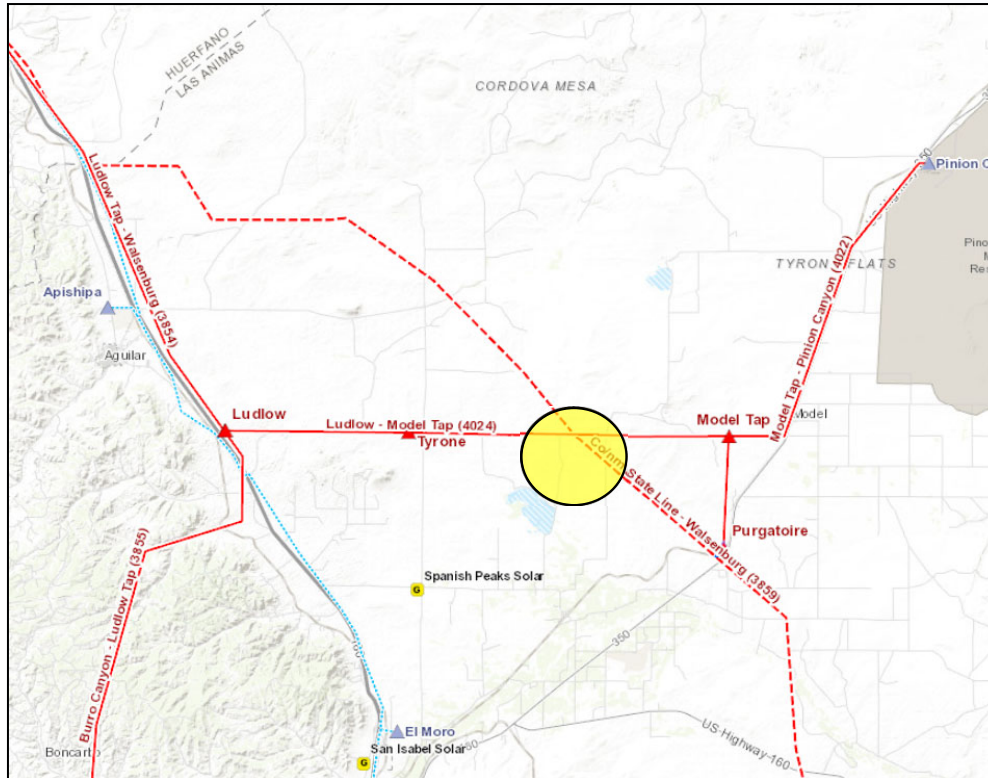 HUERFANO
LAS ANIMAS
CORDOVA MESA
350
Pinion C
Ludlow Tap - Walsenburg (3854)
TYRON FLATS
Model Tap - Pinion Canyon (4022)
Apishipa
Aguilar
Ludlow
Ludlow - Model Tap (4024)
Tyrone
Model Tap
Model
Purgatoire
State Line - Walsenburg (3859)
Spanish Peaks Solar
G
Burro Canyon - Ludlow Tap (3855)
350
El Moro
San Isabel Solar
G
160
US Highway 160